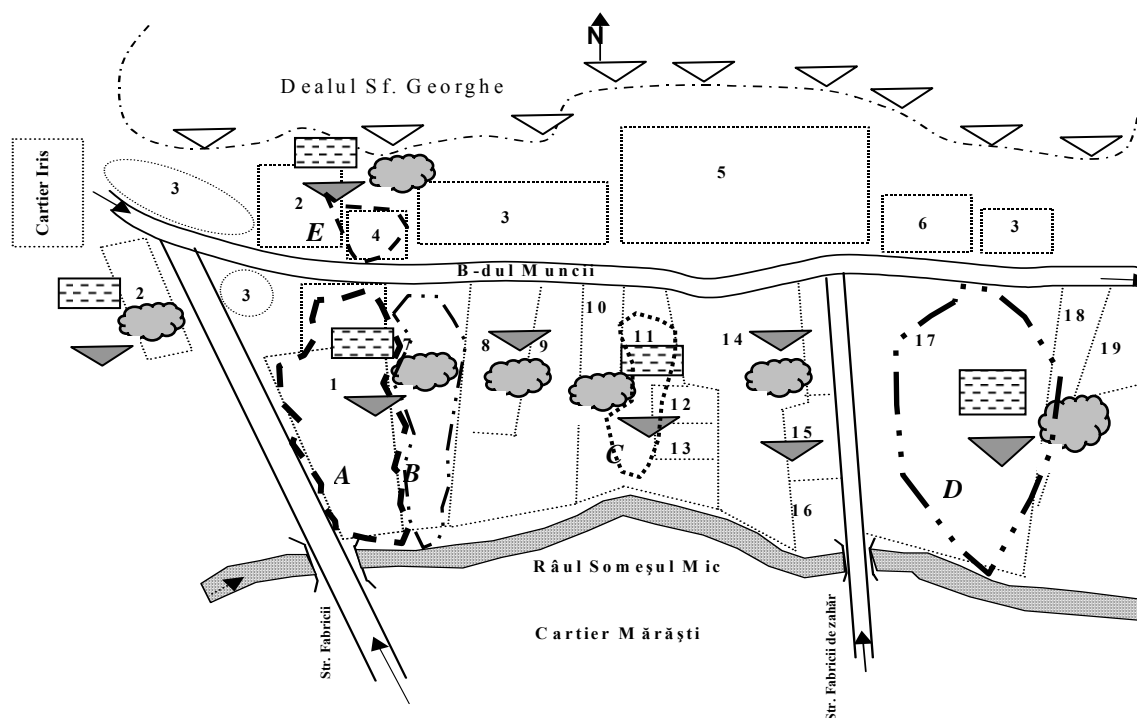 N
Dealul Sf. Georghe
Cartier Iris
3
2
E
4
3
5
6
3
B-dul Muncii
2
3
1
7
8
9
10
11
12
13
14
15
16
17
18
19
A
B
C
D
Râul Someşul Mic
Cartier Mărăşti
Str. Fabricii
Str. Fabricii de zahăr